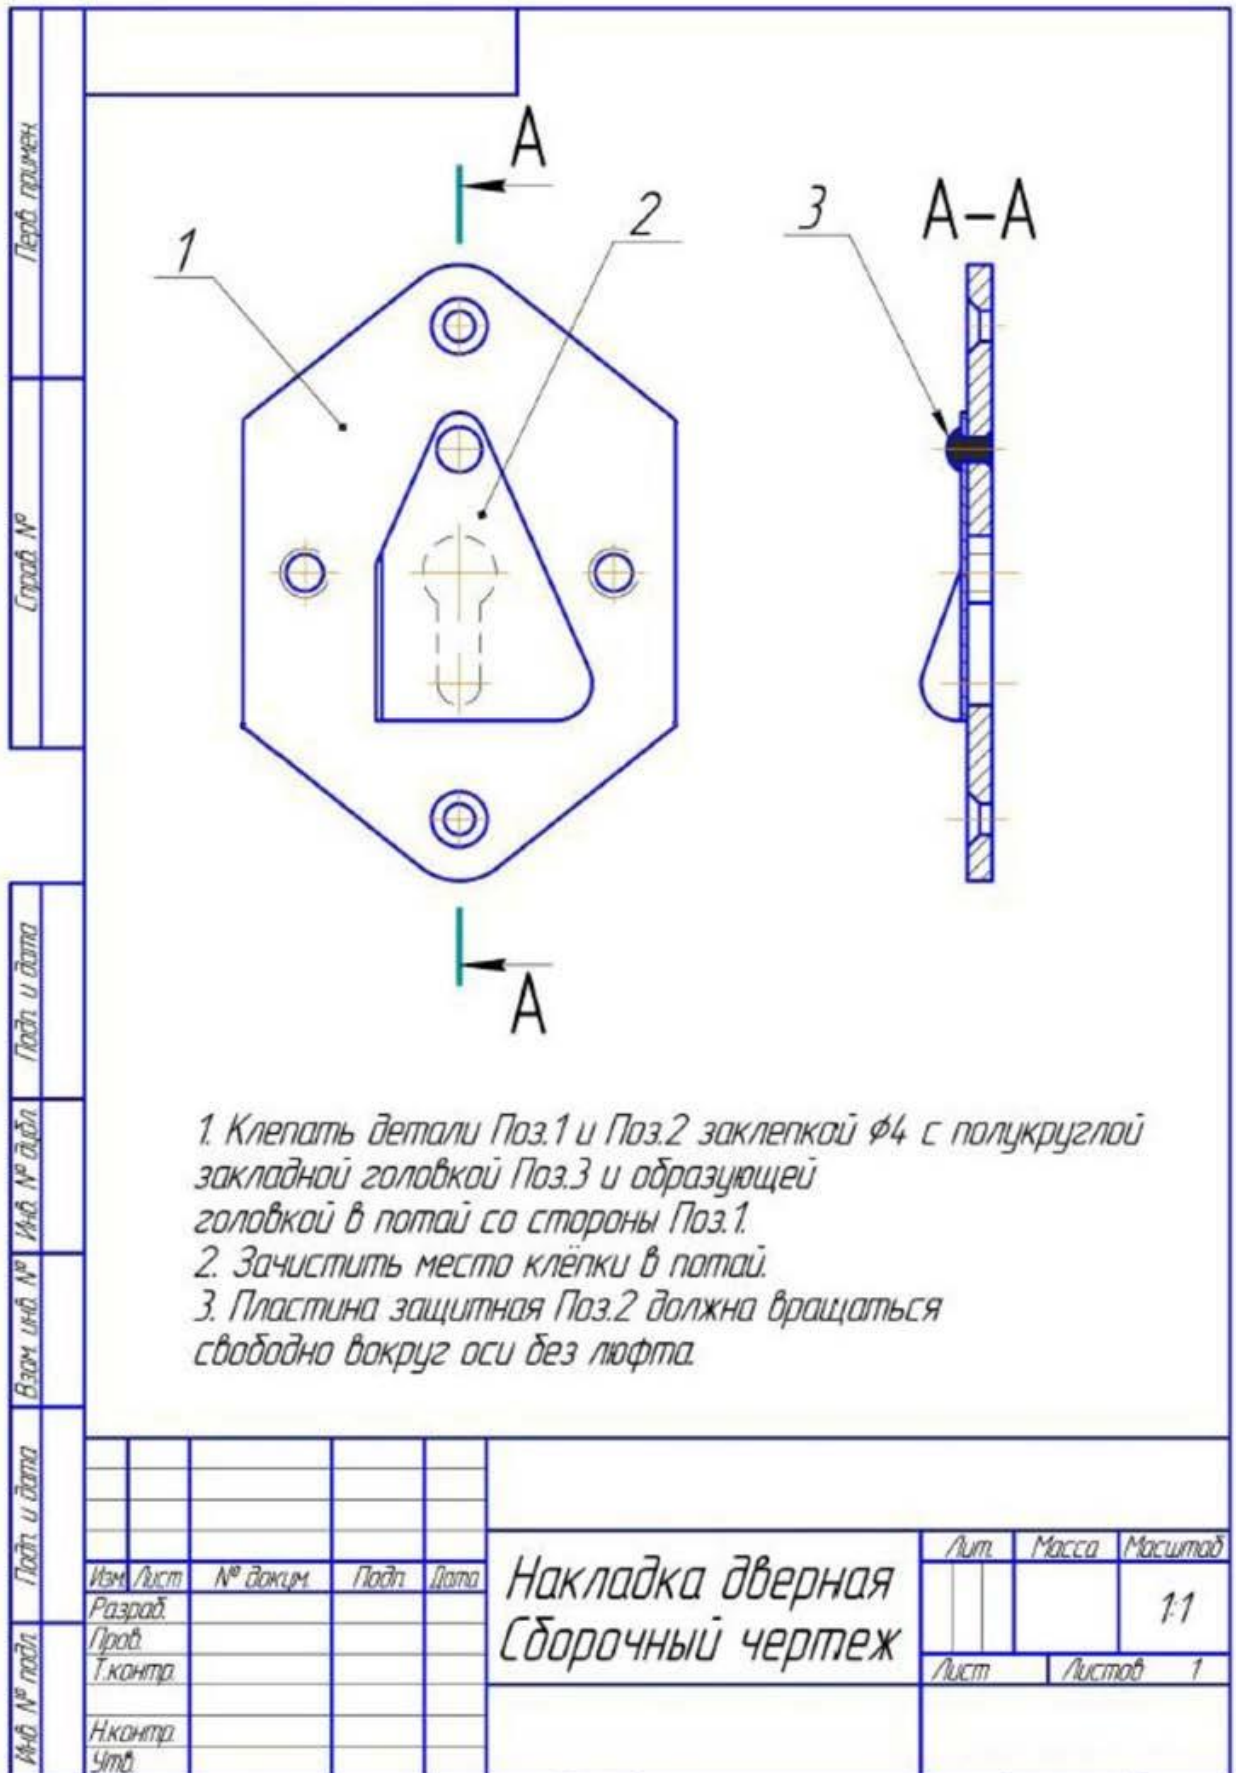 Перв. примен.
Справ. №
Подп. и дата
Инв. № дубл.
Взам. инв. №
Подп. и дата
Инв. № подл.
А
1
2
3
А-А
А
1. Клепать детали Поз.1 и Поз.2 заклепкой ⌀4 с полукруглой
закладной головкой Поз.3 и образующей
головкой в потай со стороны Поз.1.
2. Зачистить место клёпки в потай.
3. Пластина защитная Поз.2 должна вращаться
свободно вокруг оси без люфта.
Изм. Лист № докум. Подп. Дата
Разраб.
Пров.
Т.контр.
Н.контр.
Утв.
Накладка дверная
Сборочный чертеж
Лит. Масса Масштаб
1:1
Лист Листов 1